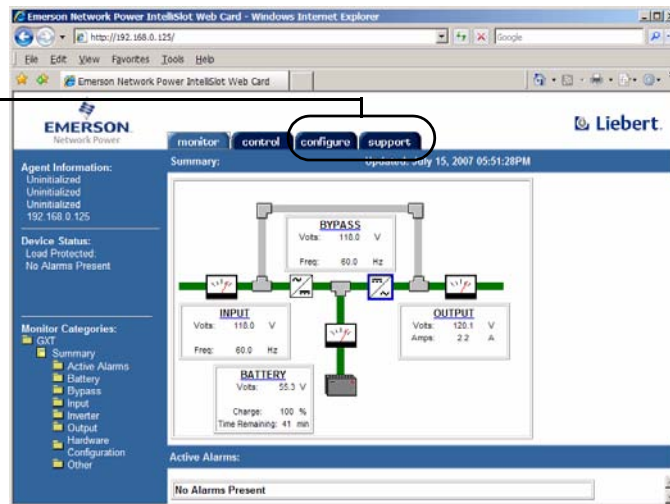 Emerson Network Power IntelliSlot Web Card - Windows Internet Explorer
http://192.168.0.125/
Google
File Edit View Favorites Tools Help
Emerson Network Power IntelliSlot Web Card
EMERSON
Network Power
monitor control configure support
Liebert.
Summary: Updated: July 15, 2007 05:51:28PM
Agent Information:
Uninitialized
Uninitialized
Uninitialized
192.168.0.125
Device Status:
Load Protected:
No Alarms Present
Monitor Categories:
GXT
Summary
Active Alarms
Battery
Bypass
Input
Inverter
Output
Hardware
Configuration
Other
BYPASS
Volts: 118.0 V
Freq: 60.0 Hz
INPUT
Volts: 118.0 V
Freq: 60.0 Hz
OUTPUT
Volts: 120.1 V
Amps: 2.2 A
BATTERY
Volts: 55.3 V
Charge: 100 %
Time Remaining: 41 min
Active Alarms:
No Alarms Present